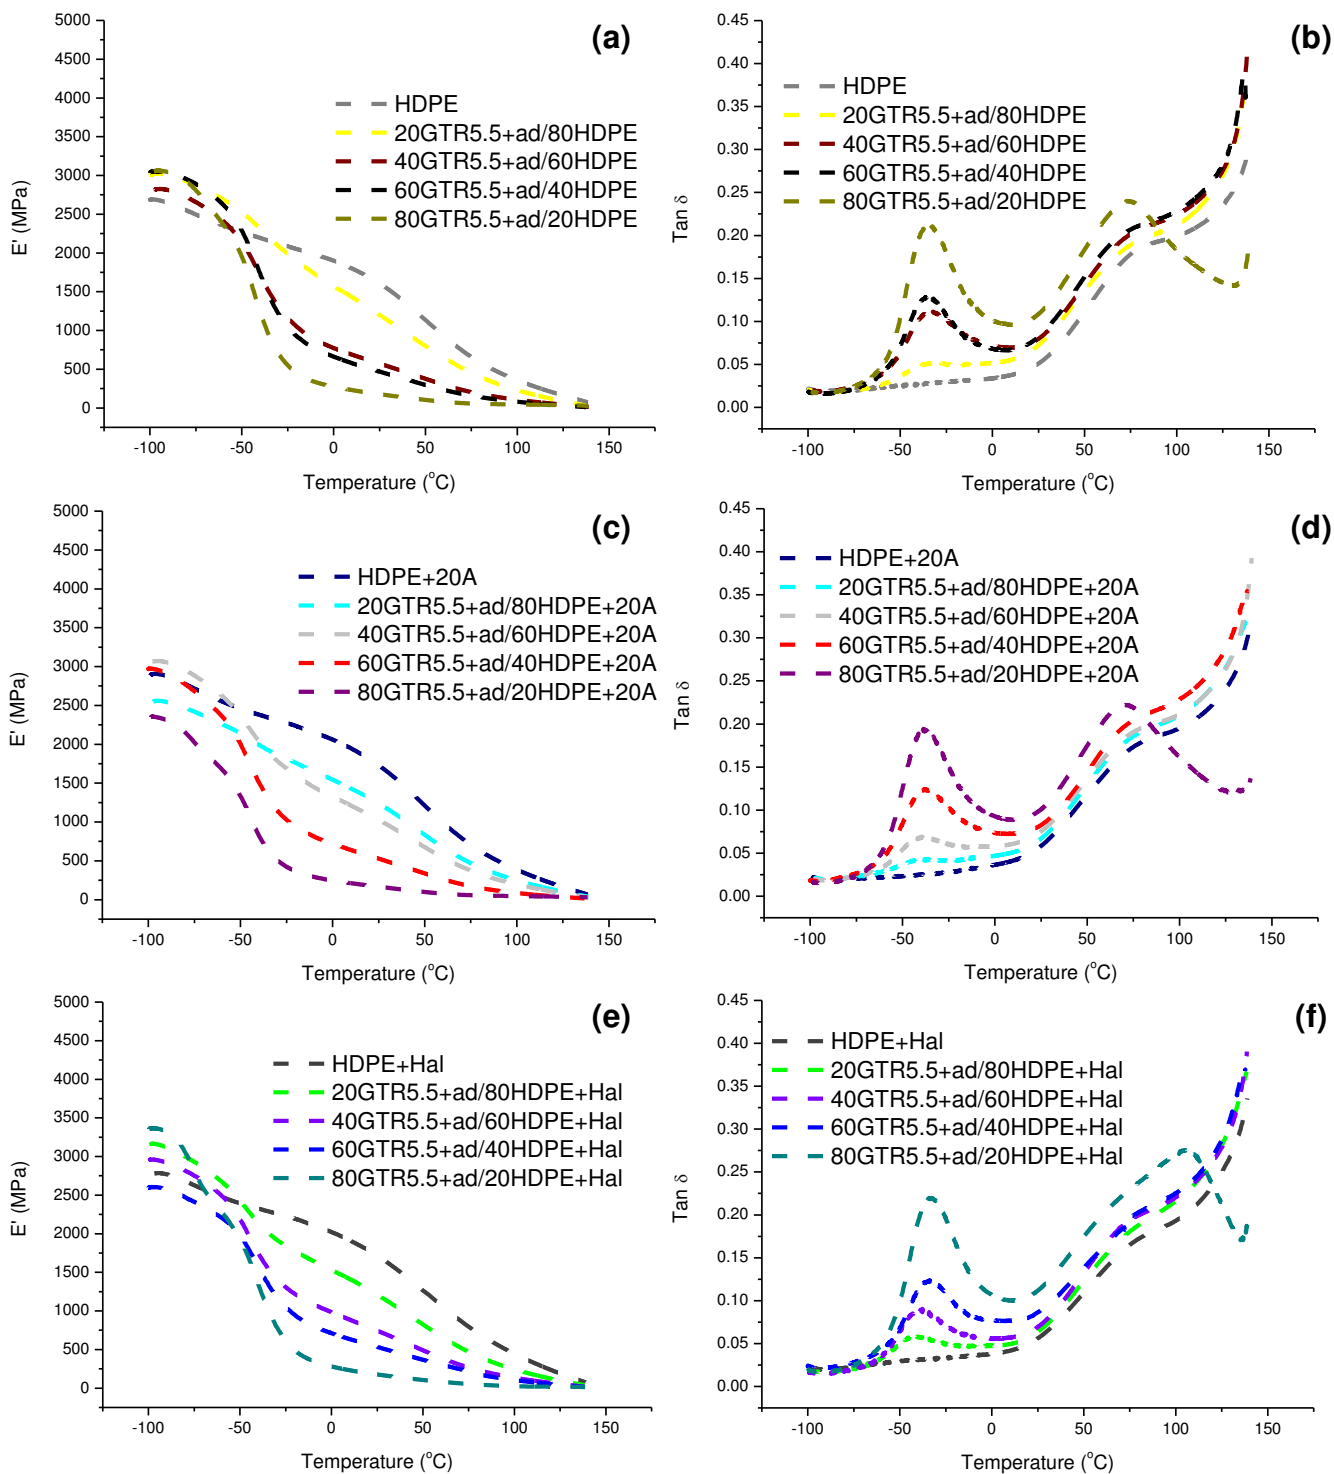 (a)
5000
4500
4000
3500
3000
2500
2000
1500
1000
500
0
E' (MPa)
HDPE
20GTR5.5+ad/80HDPE
40GTR5.5+ad/60HDPE
60GTR5.5+ad/40HDPE
80GTR5.5+ad/20HDPE
-100
-50
0
50
100
150
Temperature (°C)
(b)
0.45
0.40
0.35
0.30
0.25
0.20
0.15
0.10
0.05
0.00
Tan δ
HDPE
20GTR5.5+ad/80HDPE
40GTR5.5+ad/60HDPE
60GTR5.5+ad/40HDPE
80GTR5.5+ad/20HDPE
-100
-50
0
50
100
150
Temperature (°C)
(c)
5000
4500
4000
3500
3000
2500
2000
1500
1000
500
0
E' (MPa)
HDPE+20A
20GTR5.5+ad/80HDPE+20A
40GTR5.5+ad/60HDPE+20A
60GTR5.5+ad/40HDPE+20A
80GTR5.5+ad/20HDPE+20A
-100
-50
0
50
100
150
Temperature (°C)
(d)
0.45
0.40
0.35
0.30
0.25
0.20
0.15
0.10
0.05
0.00
Tan δ
HDPE+20A
20GTR5.5+ad/80HDPE+20A
40GTR5.5+ad/60HDPE+20A
60GTR5.5+ad/40HDPE+20A
80GTR5.5+ad/20HDPE+20A
-100
-50
0
50
100
150
Temperature (°C)
(e)
5000
4500
4000
3500
3000
2500
2000
1500
1000
500
0
E' (MPa)
HDPE+Hal
20GTR5.5+ad/80HDPE+Hal
40GTR5.5+ad/60HDPE+Hal
60GTR5.5+ad/40HDPE+Hal
80GTR5.5+ad/20HDPE+Hal
-100
-50
0
50
100
150
Temperature (°C)
(f)
0.45
0.40
0.35
0.30
0.25
0.20
0.15
0.10
0.05
0.00
Tan δ
HDPE+Hal
20GTR5.5+ad/80HDPE+Hal
40GTR5.5+ad/60HDPE+Hal
60GTR5.5+ad/40HDPE+Hal
80GTR5.5+ad/20HDPE+Hal
-100
-50
0
50
100
150
Temperature (°C)